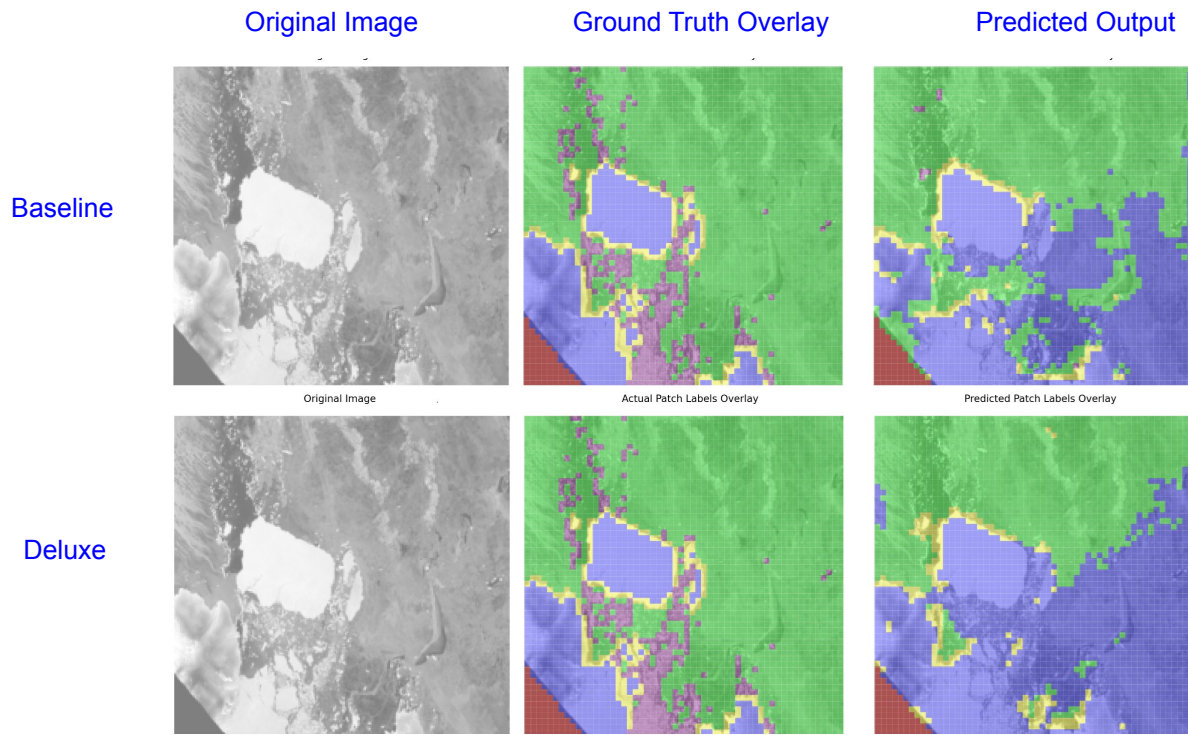 Original Image Ground Truth Overlay Predicted Output
Baseline
Original Image Actual Patch Labels Overlay Predicted Patch Labels Overlay
Deluxe